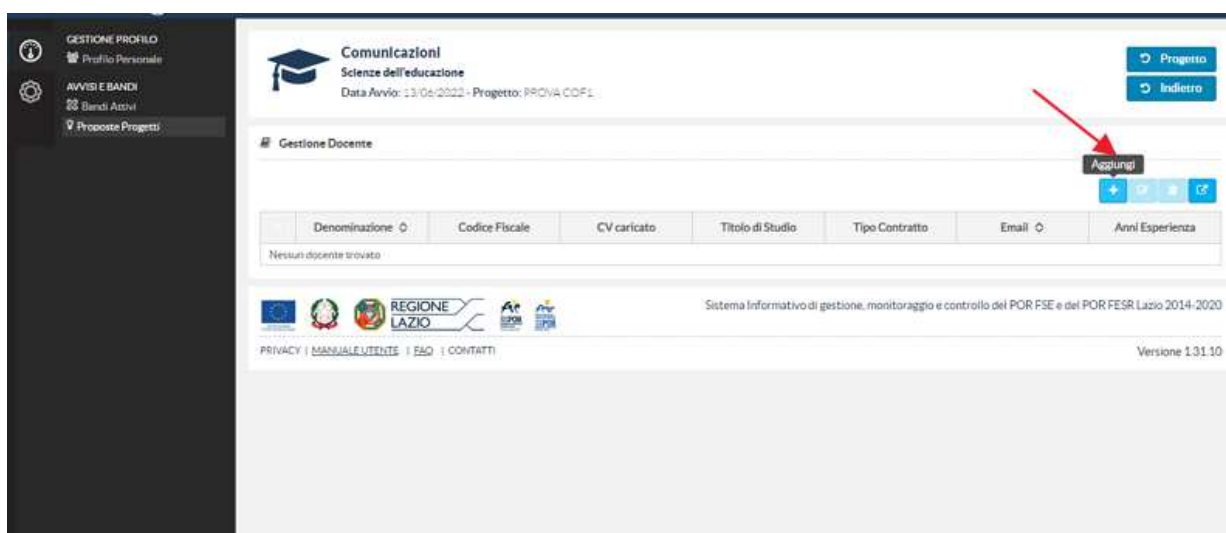 GESTIONE PROFILO
Profilo Personale
AVVISI E BANDI
Bandi Attivi
Proposte Progetti
Comunicazioni
Scienze dell'educazione
Data Avvio: 13/06/2022 - Progetto: PROVA COF1
Progetto
Indietro
Gestione Docente
Aggiungi
Denominazione Codice Fiscale CV caricato Titolo di Studio Tipo Contratto Email Anni Esperienza
Nessun docente trovato
REGIONE
LAZIO
Sistema Informativo di gestione, monitoraggio e controllo del POR FSE e del POR FESR Lazio 2014-2020
PRIVACY | MANUALE UTENTE | FAQ | CONTATTI
Versione 1.31.10